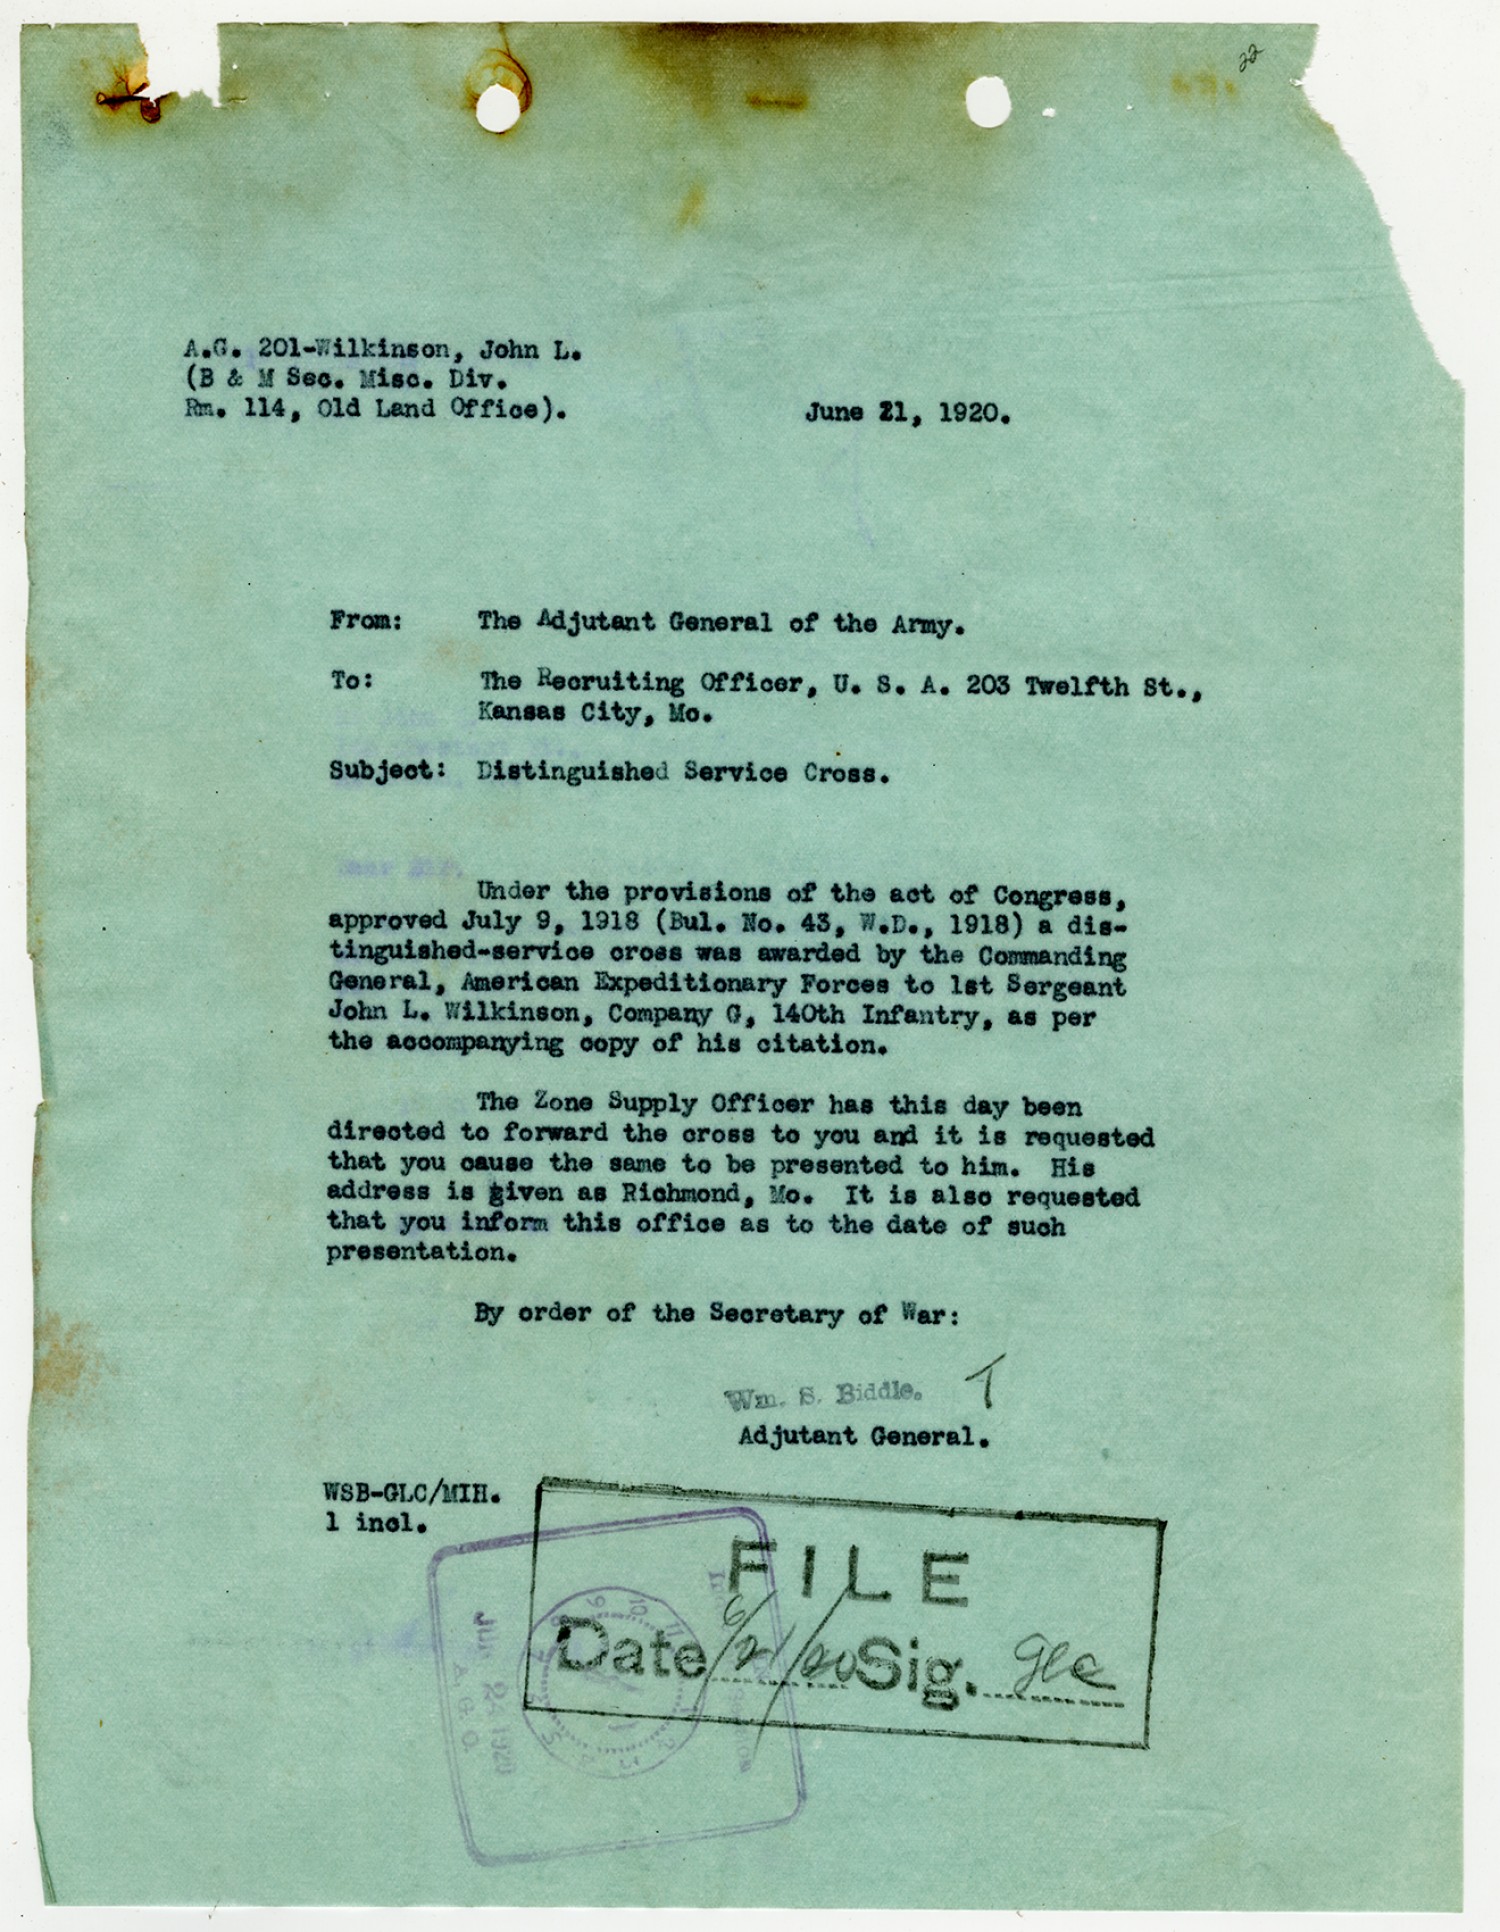 22
A.G. 201-Wilkinson, John L.
(B & M Sec. Misc. Div.
Rm. 114, Old Land Office).
June 21, 1920.
From: The Adjutant General of the Army.
To: The Recruiting Officer, U. S. A. 203 Twelfth St.,
Kansas City, Mo.
Subject: Distinguished Service Cross.
Under the provisions of the act of Congress,
approved July 9, 1918 (Bul. No. 43, W.D., 1918) a dis-
tinguished-service cross was awarded by the Commanding
General, American Expeditionary Forces to 1st Sergeant
John L. Wilkinson, Company G, 140th Infantry, as per
the accompanying copy of his citation.
The Zone Supply Officer has this day been
directed to forward the cross to you and it is requested
that you cause the same to be presented to him. His
address is given as Richmond, Mo. It is also requested
that you inform this office as to the date of such
presentation.
By order of the Secretary of War:
Wm. S. Biddle.
Adjutant General.
WSB-GLC/MIH.
1 incl.
FILE
Date 6/21/20 Sig. glc
JUN 24 1920
A G O